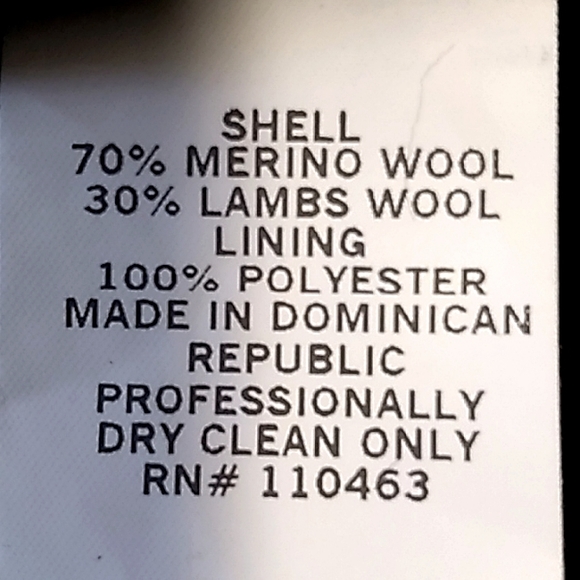 SHELL
70% MERINO WOOL
30% LAMBS WOOL
LINING
100% POLYESTER
MADE IN DOMINICAN
REPUBLIC
PROFESSIONALLY
DRY CLEAN ONLY
RN# 110463